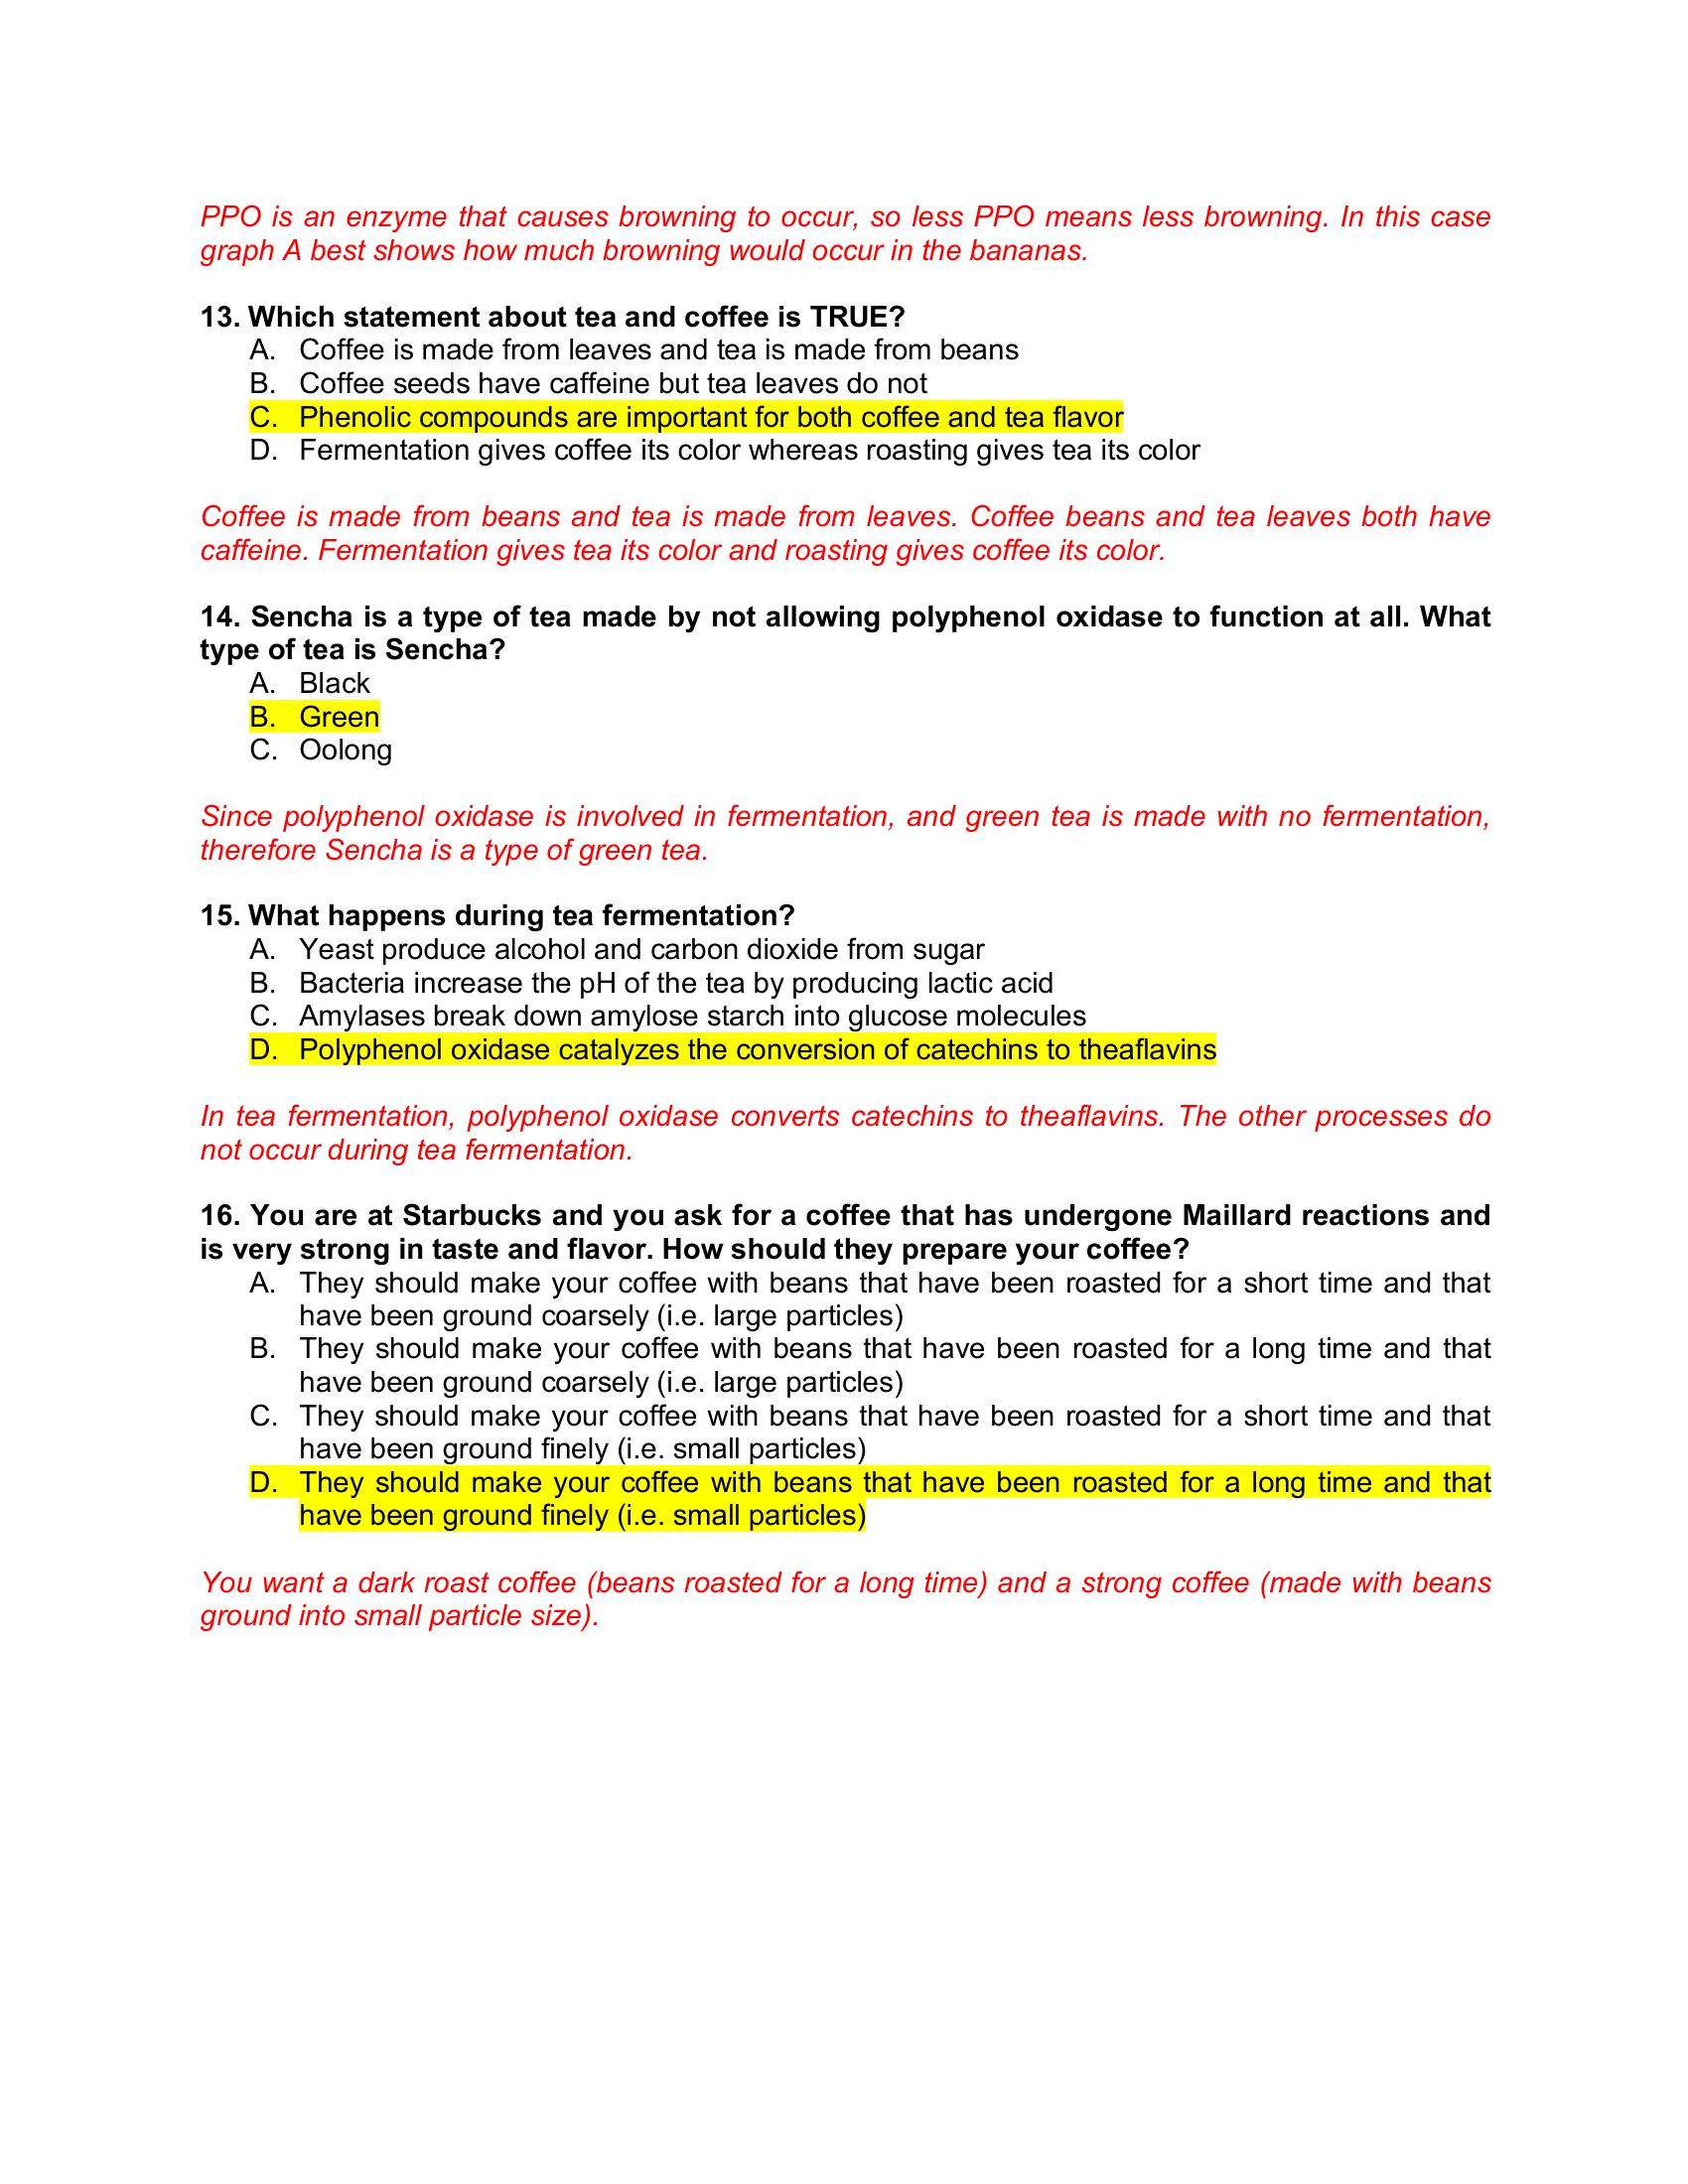 PPO is an enzyme that causes browning to occur, so less PPO means less browning. In this case
graph A best shows how much browning would occur in the bananas.
13. Which statement about tea and coffee is TRUE?
A. Coffee is made from leaves and tea is made from beans
B. Coffee seeds have caffeine but tea leaves do not
C. Phenolic compounds are important for both coffee and tea flavor
D. Fermentation gives coffee its color whereas roasting gives tea its color
Coffee is made from beans and tea is made from leaves. Coffee beans and tea leaves both have
caffeine. Fermentation gives tea its color and roasting gives coffee its color.
14. Sencha is a type of tea made by not allowing polyphenol oxidase to function at all. What
type of tea is Sencha?
A. Black
B. Green
C. Oolong
Since polyphenol oxidase is involved in fermentation, and green tea is made with no fermentation,
therefore Sencha is a type of green tea.
15. What happens during tea fermentation?
A. Yeast produce alcohol and carbon dioxide from sugar
B. Bacteria increase the pH of the tea by producing lactic acid
C. Amylases break down amylose starch into glucose molecules
D. Polyphenol oxidase catalyzes the conversion of catechins to theaflavins
In tea fermentation, polyphenol oxidase converts catechins to theaflavins. The other processes do
not occur during tea fermentation.
16. You are at Starbucks and you ask for a coffee that has undergone Maillard reactions and
is very strong in taste and flavor. How should they prepare your coffee?
A. They should make your coffee with beans that have been roasted for a short time and that
have been ground coarsely (i.e. large particles)
B. They should make your coffee with beans that have been roasted for a long time and that
have been ground coarsely (i.e. large particles)
C. They should make your coffee with beans that have been roasted for a short time and that
have been ground finely (i.e. small particles)
D. They should make your coffee with beans that have been roasted for a long time and that
have been ground finely (i.e. small particles)
You want a dark roast coffee (beans roasted for a long time) and a strong coffee (made with beans
ground into small particle size).